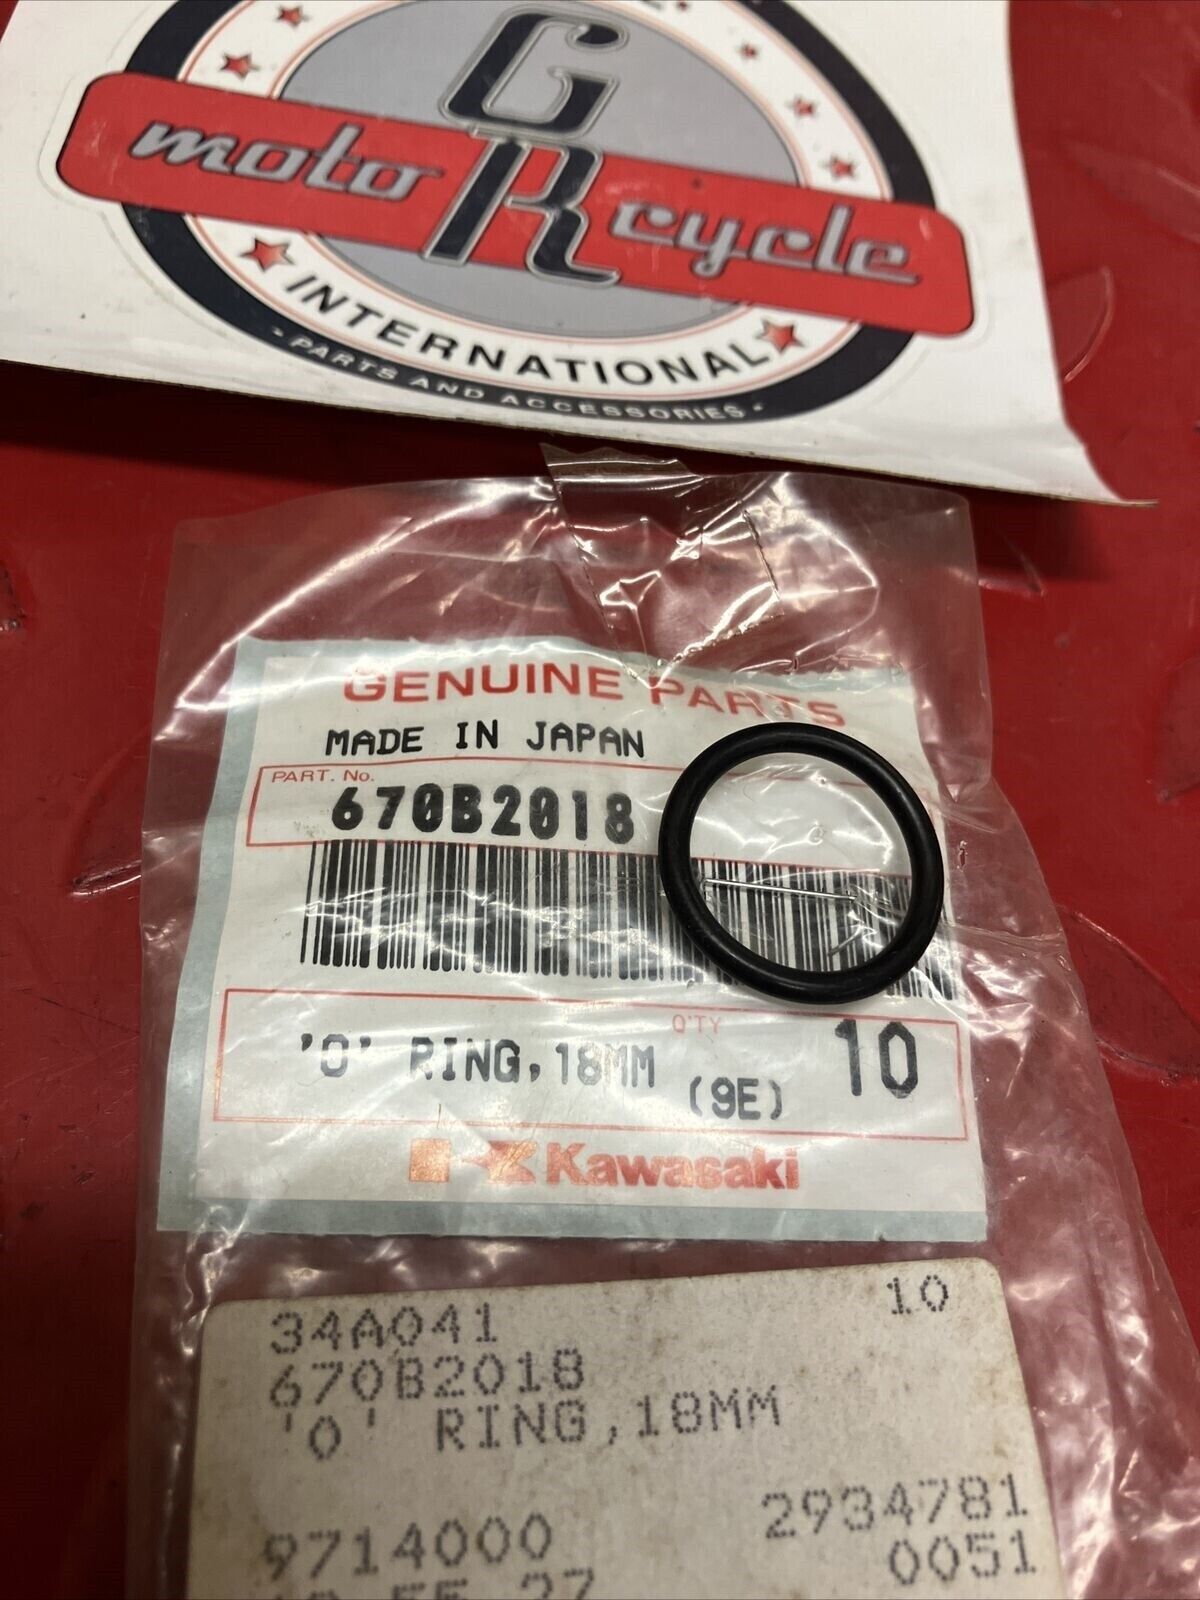 G
moto R cycle
INTERNATIONAL
• PARTS AND ACCESSORIES •
GENUINE PARTS
MADE IN JAPAN
PART. No.
670B2018
Q'TY
'O' RING,18MM (9E) 10
Kawasaki
34A041 10
670B2018
'O' RING,18MM
9714000 2934781
0051